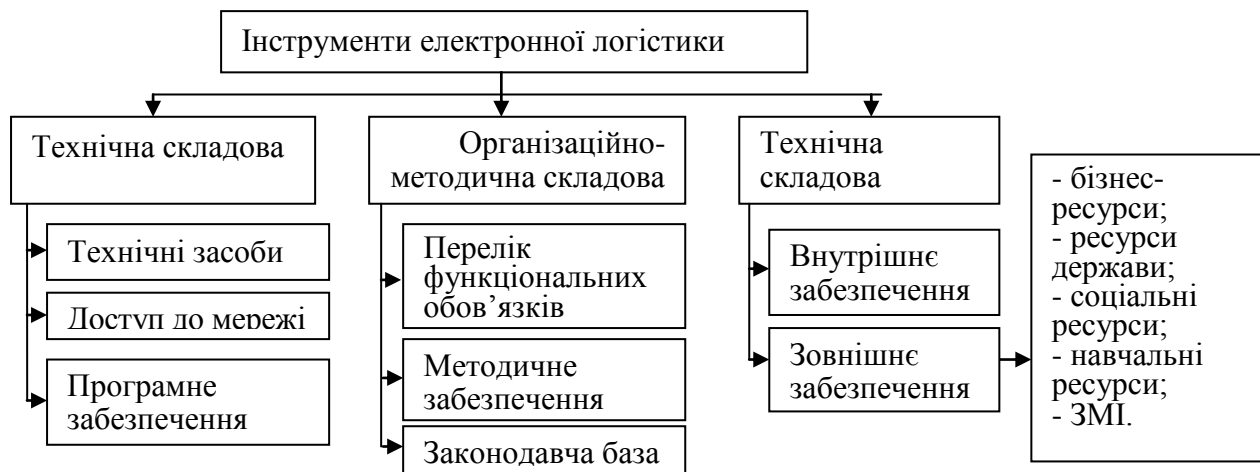 Інструменти електронної логістики
Технічна складова
Організаційно-
методична складова
Технічна
складова
Технічні засоби
Доступ до мережі
Програмне
забезпечення
Перелік
функціональних
обов’язків
Методичне
забезпечення
Законодавча база
Внутрішнє
забезпечення
Зовнішнє
забезпечення
- бізнес-
ресурси;
- ресурси
держави;
- соціальні
ресурси;
- навчальні
ресурси;
- ЗМІ.